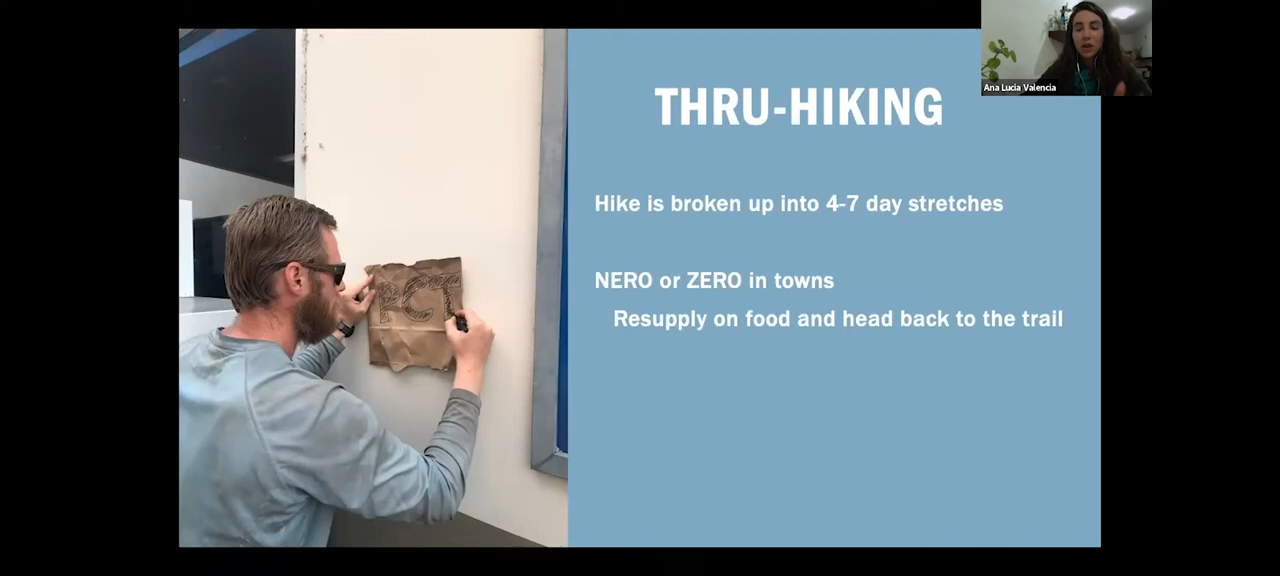 THRU-HIKING
Ana Lucia Valencia
Hike is broken up into 4-7 day stretches
NERO or ZERO in towns
Resupply on food and head back to the trail
PCT